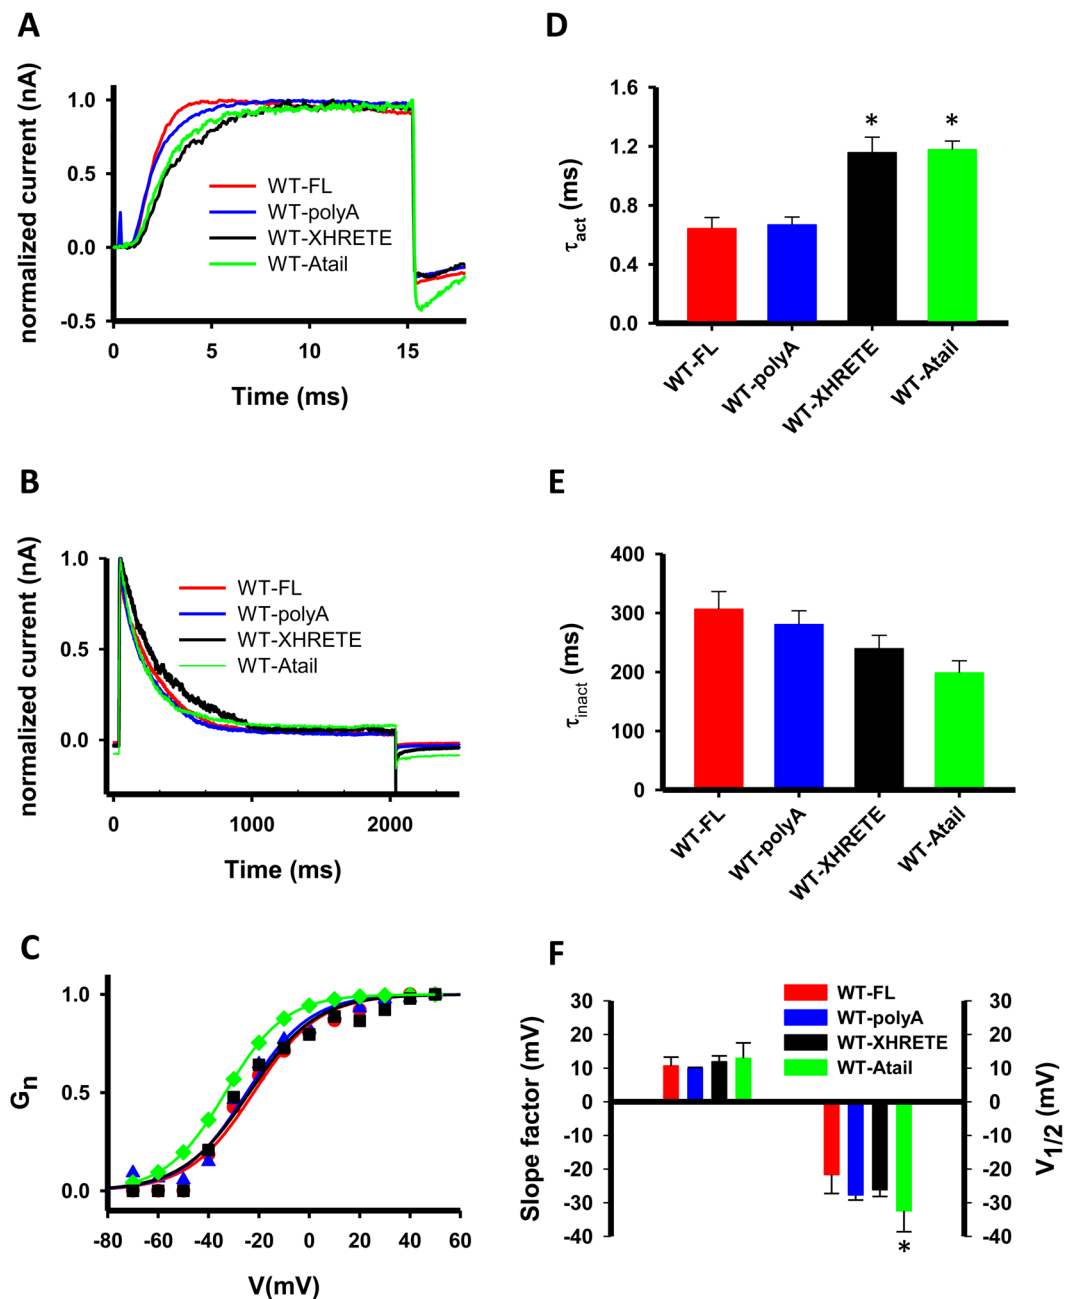 A
normalized current (nA)
1.0
0.5
0.0
-0.5
WT-FL
WT-polyA
WT-XHRETE
WT-Atail
0 5 10 15
Time (ms)
D
τact (ms)
1.6
1.2
0.8
0.4
0.0
* *
WT-FL
WT-polyA
WT-XHRETE
WT-Atail
B
normalized current (nA)
1.0
0.5
0.0
WT-FL
WT-polyA
WT-XHRETE
WT-Atail
0 1000 2000
Time (ms)
E
τinact (ms)
400
300
200
100
0
WT-FL
WT-polyA
WT-XHRETE
WT-Atail
C
Gn
1.0
0.5
0.0
-80 -60 -40 -20 0 20 40 60
V(mV)
F
Slope factor (mV)
30
20
10
0
-10
-20
-30
-40
WT-FL
WT-polyA
WT-XHRETE
WT-Atail
*
30
20
10
0
-10
-20
-30
-40
V1/2 (mV)